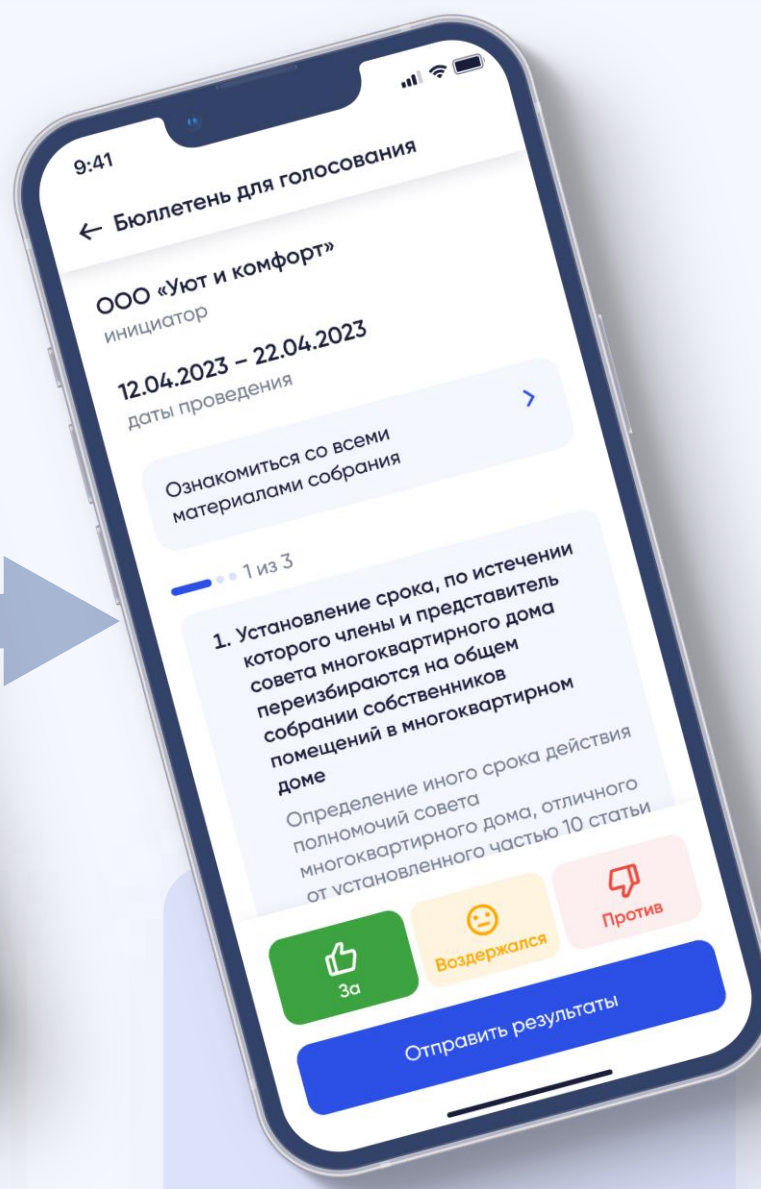 9:41
Бюллетень для голосования
ООО «Уют и комфорт»
инициатор
12.04.2023 – 22.04.2023
даты проведения
Ознакомиться со всеми
материалами собрания
1 из 3
1. Установление срока, по истечении
которого члены и представитель
совета многоквартирного дома
переизбираются на общем
собрании собственников
помещений в многоквартирном
доме
Определение иного срока действия
полномочий совета
многоквартирного дома, отличного
от установленного частью 10 статьи
За
Воздержался
Против
Отправить результаты